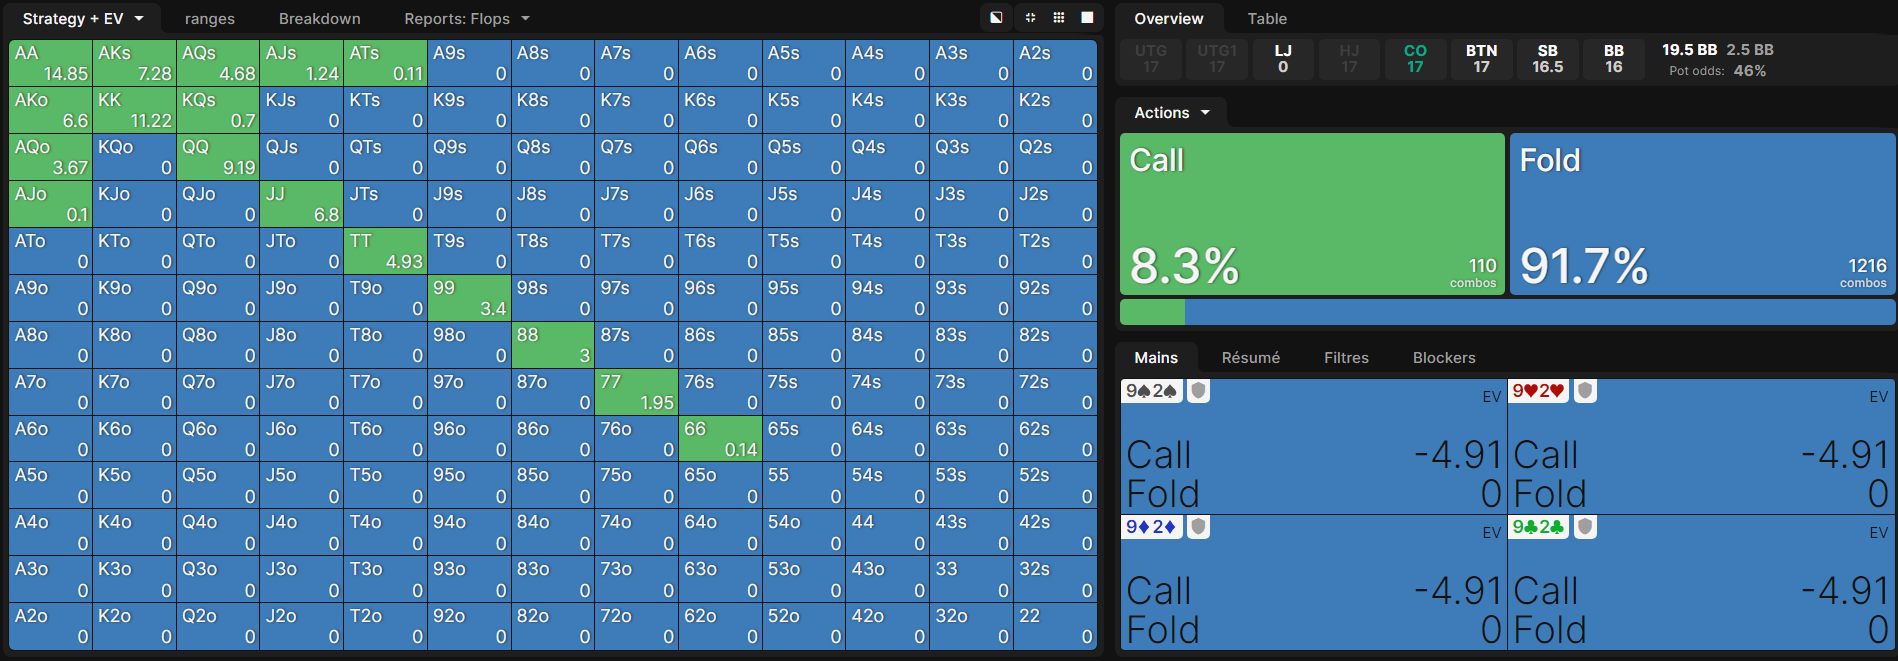 Strategy + EV ranges Breakdown Reports: Flops
AA AKs AQs AJs ATs A9s A8s A7s A6s A5s A4s A3s A2s
14.85 7.28 4.68 1.24 0.11 0 0 0 0 0 0 0 0
AKo KK KQs KJs KTs K9s K8s K7s K6s K5s K4s K3s K2s
6.6 11.22 0.7 0 0 0 0 0 0 0 0 0 0
AQo KQo QQ QJs QTs Q9s Q8s Q7s Q6s Q5s Q4s Q3s Q2s
3.67 0 9.19 0 0 0 0 0 0 0 0 0 0
AJo KJo QJo JJ JTs J9s J8s J7s J6s J5s J4s J3s J2s
0.1 0 0 6.8 0 0 0 0 0 0 0 0 0
ATo KTo QTo JTo TT T9s T8s T7s T6s T5s T4s T3s T2s
0 0 0 0 4.93 0 0 0 0 0 0 0 0
A9o K9o Q9o J9o T9o 99 98s 97s 96s 95s 94s 93s 92s
0 0 0 0 0 3.4 0 0 0 0 0 0 0
A8o K8o Q8o J8o T8o 98o 88 87s 86s 85s 84s 83s 82s
0 0 0 0 0 0 3 0 0 0 0 0 0
A7o K7o Q7o J7o T7o 97o 87o 77 76s 75s 74s 73s 72s
0 0 0 0 0 0 0 1.95 0 0 0 0 0
A6o K6o Q6o J6o T6o 96o 86o 76o 66 65s 64s 63s 62s
0 0 0 0 0 0 0 0 0.14 0 0 0 0
A5o K5o Q5o J5o T5o 95o 85o 75o 65o 55 54s 53s 52s
0 0 0 0 0 0 0 0 0 0 0 0 0
A4o K4o Q4o J4o T4o 94o 84o 74o 64o 54o 44 43s 42s
0 0 0 0 0 0 0 0 0 0 0 0 0
A3o K3o Q3o J3o T3o 93o 83o 73o 63o 53o 43o 33 32s
0 0 0 0 0 0 0 0 0 0 0 0 0
A2o K2o Q2o J2o T2o 92o 82o 72o 62o 52o 42o 32o 22
0 0 0 0 0 0 0 0 0 0 0 0 0
Overview Table
UTG UTG1 LJ HJ CO BTN SB BB 19.5 BB 2.5 BB
17 17 0 17 17 17 16.5 16 Pot odds: 46%
Actions
Call Fold
8.3% 110 combos 91.7% 1216 combos
Mains Résumé Filtres Blockers
9♠2♠ EV 9♥2♥ EV
Call -4.91 Call -4.91
Fold 0 Fold 0
9♦2♦ EV 9♣2♣ EV
Call -4.91 Call -4.91
Fold 0 Fold 0